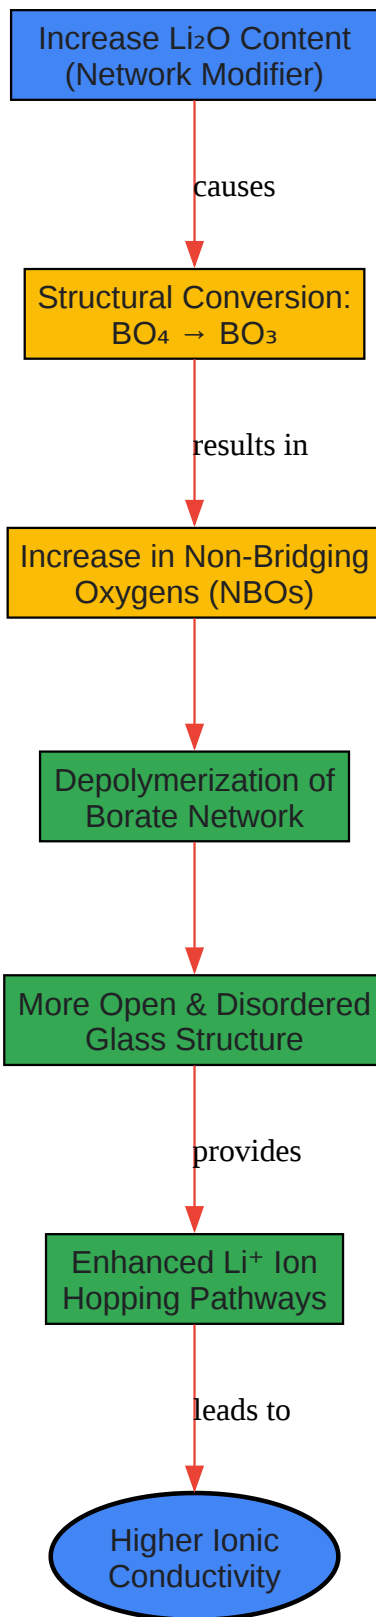 Increase Li₂O Content
(Network Modifier)
causes
Structural Conversion:
BO₄ → BO₃
results in
Increase in Non-Bridging
Oxygens (NBOs)
Depolymerization of
Borate Network
More Open & Disordered
Glass Structure
provides
Enhanced Li⁺ Ion
Hopping Pathways
leads to
Higher Ionic
Conductivity